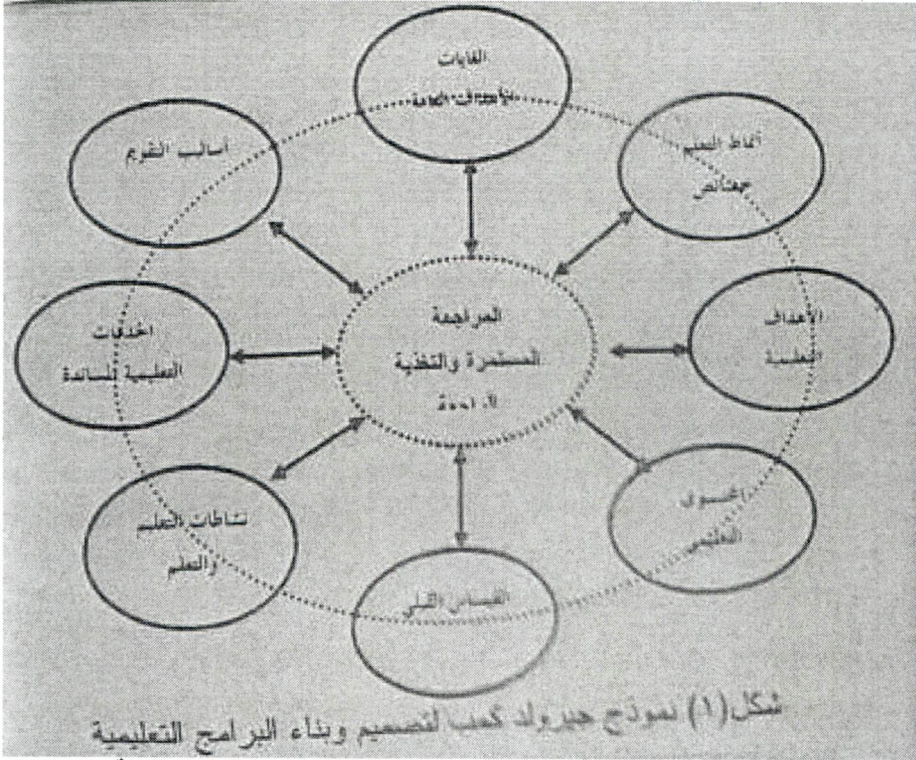 الغايات
والأهداف العامة
أنماط التعلم
خصائص
الأهداف
التعليمية
المحتوى
التعليمي
القياس القبلي
نشاطات التعليم
والتعلم
الخدمات
التعليمية المساندة
أساليب التقويم
المراجعة
المستمرة والتغذية
الراجعة
شكل (١) نموذج جيرولد كمب لتصميم وبناء البرامج التعليمية